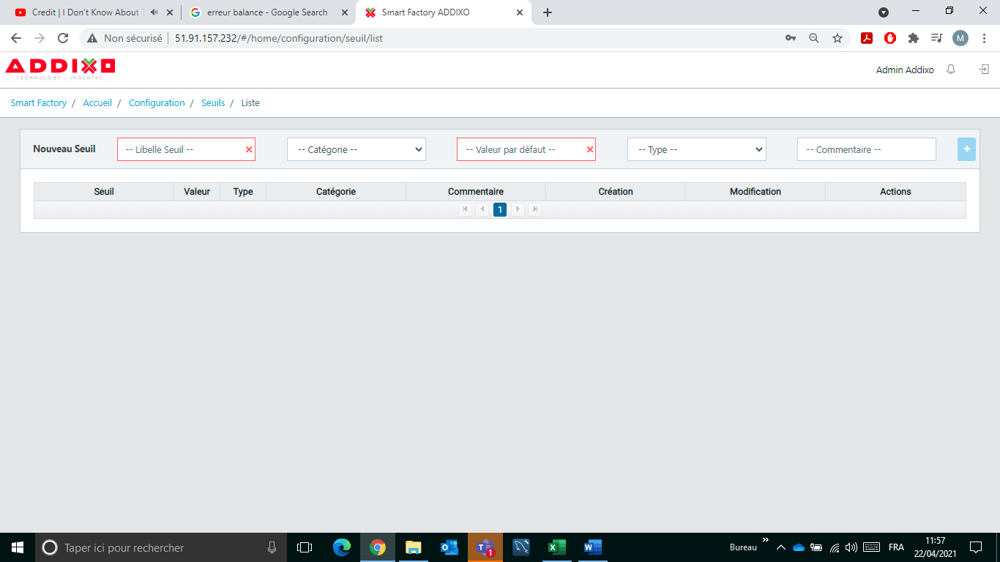 Credit | I Don't Know About T
erreur balance - Google Search
Smart Factory ADDIXO
Non sécurisé
51.91.157.232/#/home/configuration/seuil/list
M
ADDIXO
TECHNOLOGY - INDUSTRY
Admin Addixo
Smart Factory / Accueil / Configuration / Seuils / Liste
Nouveau Seuil
-- Libelle Seuil --
-- Catégorie --
-- Valeur par défaut --
-- Type --
-- Commentaire --
+
Seuil Valeur Type Catégorie Commentaire Création Modification Actions
1
Taper ici pour rechercher
1
Bureau
FRA
11:57
22/04/2021